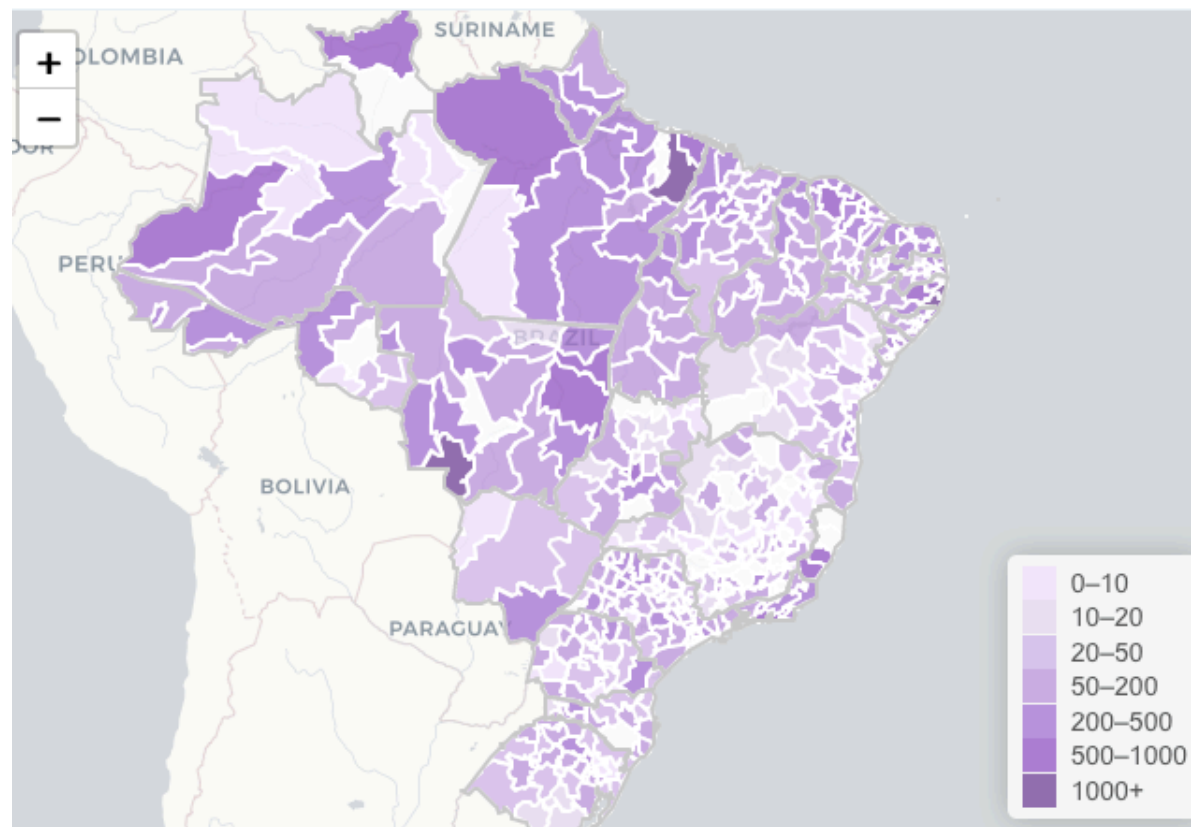 +
−
SURINAME
OLOMBIA
DOR
PERU
BRAZIL
BOLIVIA
PARAGUAY
0–10
10–20
20–50
50–200
200–500
500–1000
1000+